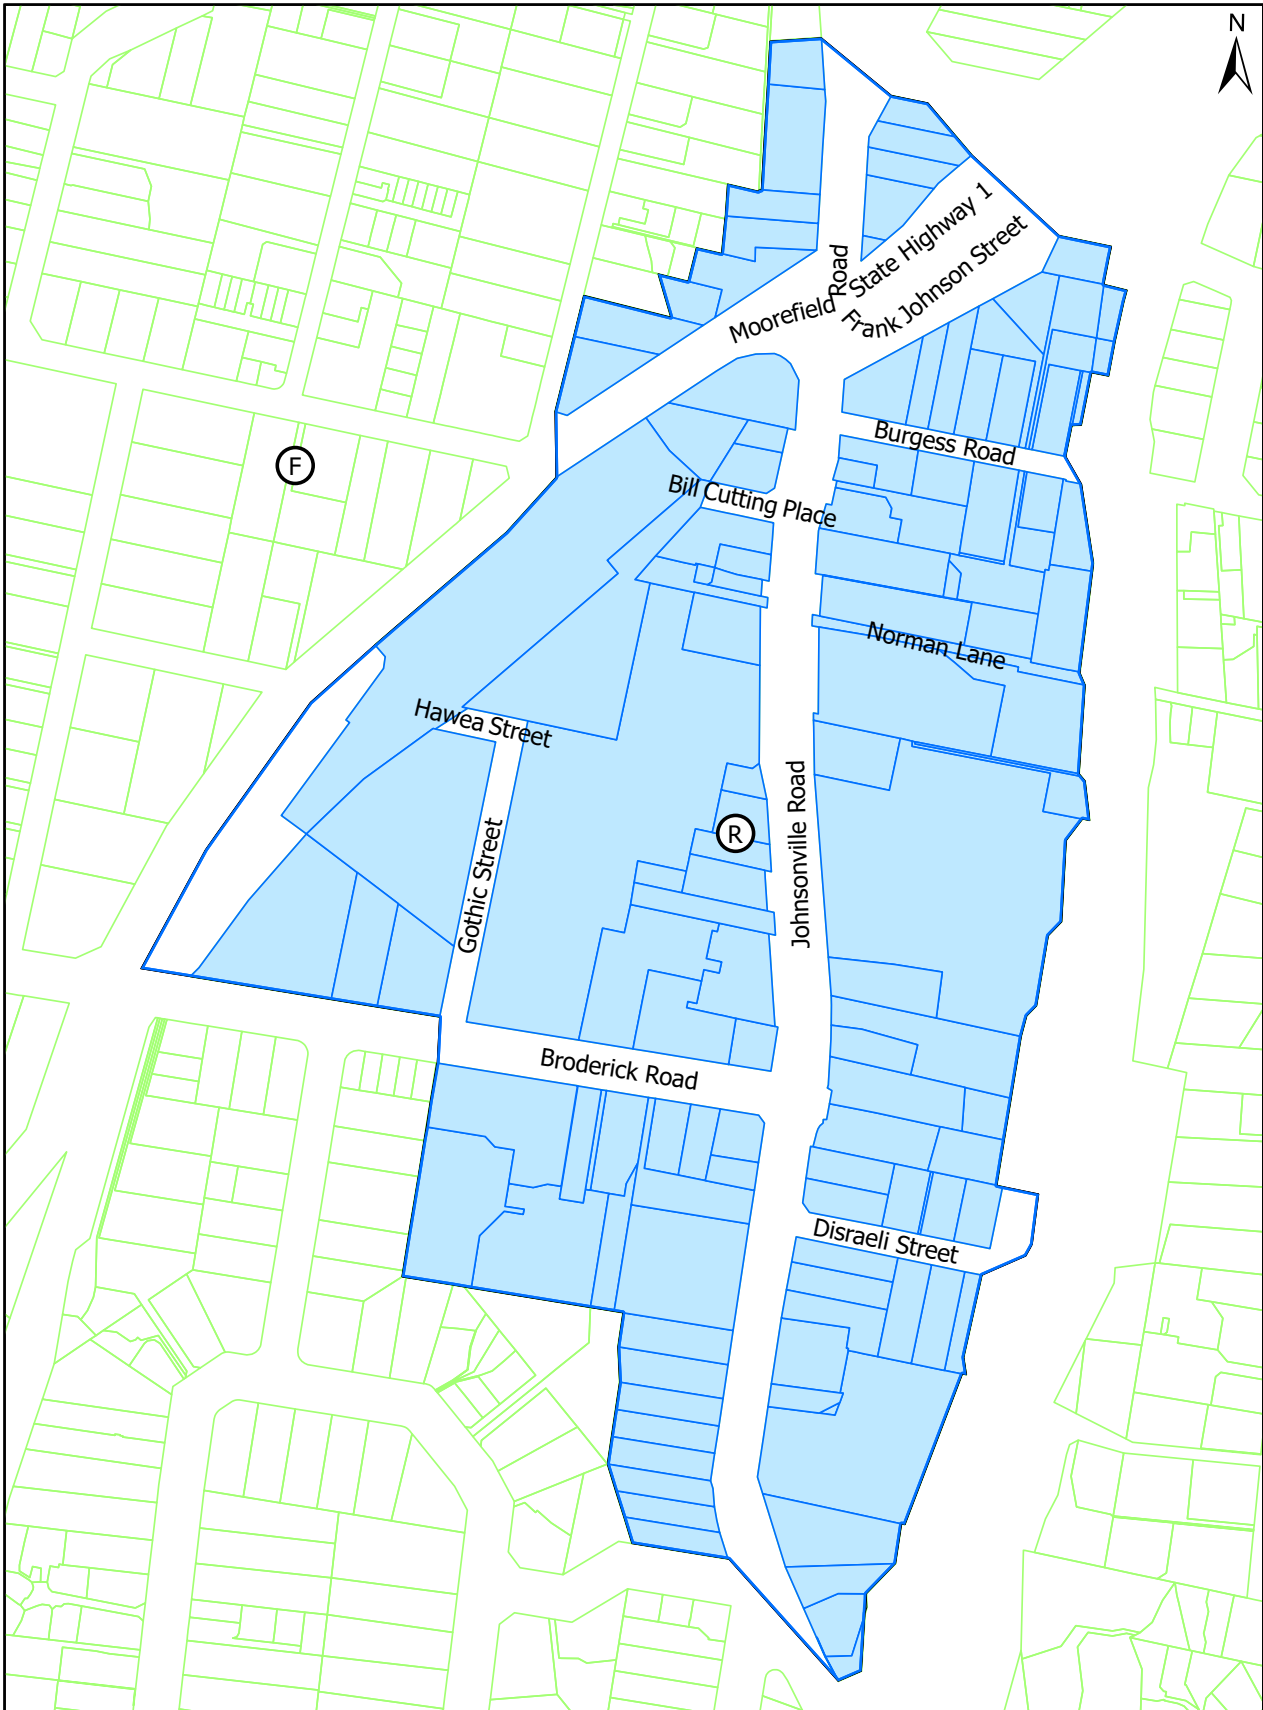 N
State Highway 1
Moorefield Road
Frank Johnson Street
Burgess Road
F
Bill Cutting Place
Norman Lane
Hawea Street
Johnsonville Road
R
Gothic Street
Broderick Road
Disraeli Street